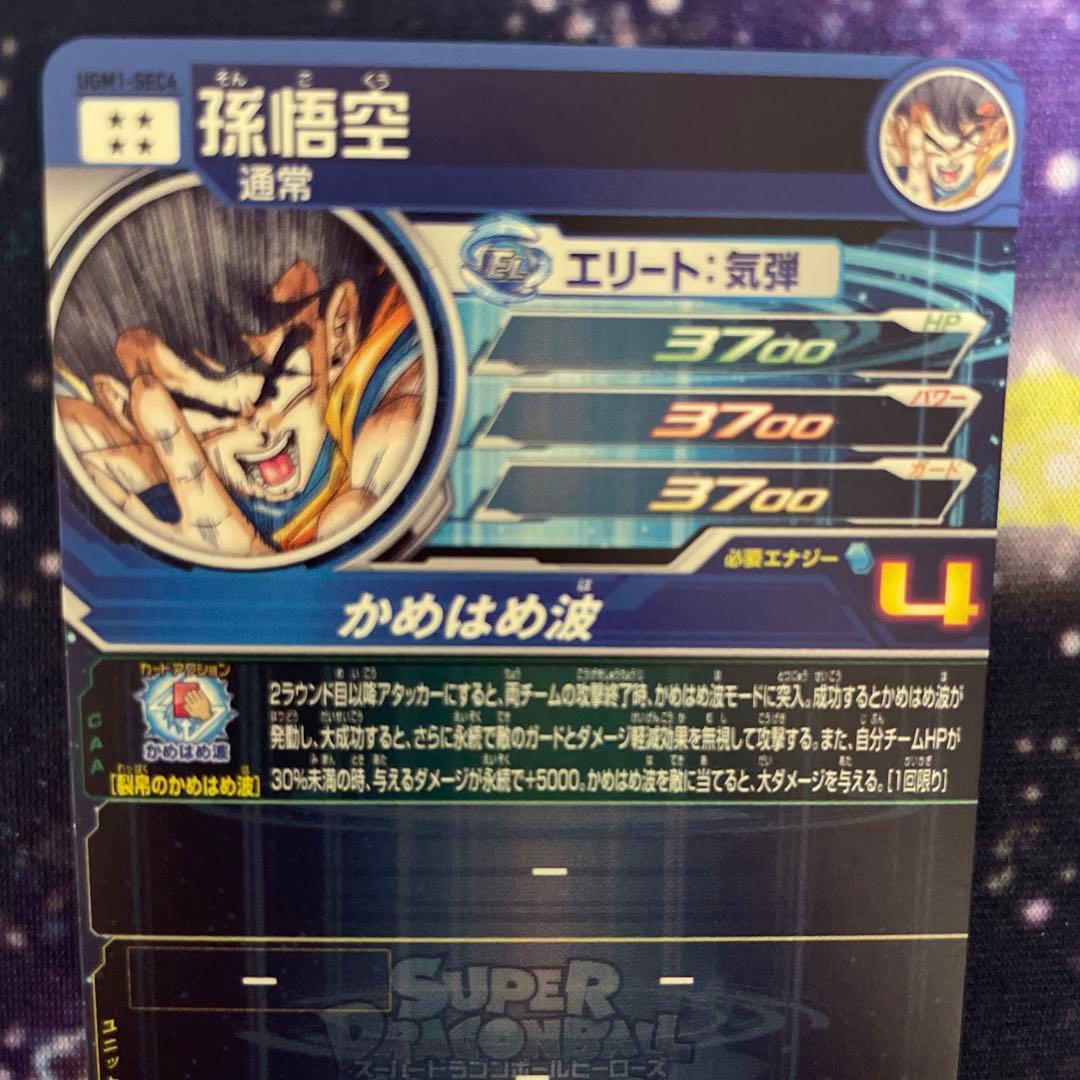 UGM1-SEC4
★★
★★
そん ご くう
孫悟空
通常
EL
エリート:気弾
HP
3700
パワー
3700
ガード
3700
必要エナジー 4
は
かめはめ波
カードアクション
かめはめ波
CAA
[裂帛のかめはめ波]
2ラウンド目以降アタッカーにすると、両チームの攻撃終了時、かめはめ波モードに突入。成功するとかめはめ波が
発動し、大成功すると、さらに永続で敵のガードとダメージ軽減効果を無視して攻撃する。また、自分チームHPが
30%未満の時、与えるダメージが永続で+5000。かめはめ波を敵に当てると、大ダメージを与える。[1回限り]
ー
ー ー
ユニット
SUPER
DRAGONBALL
スーパードラゴンボールヒーローズ